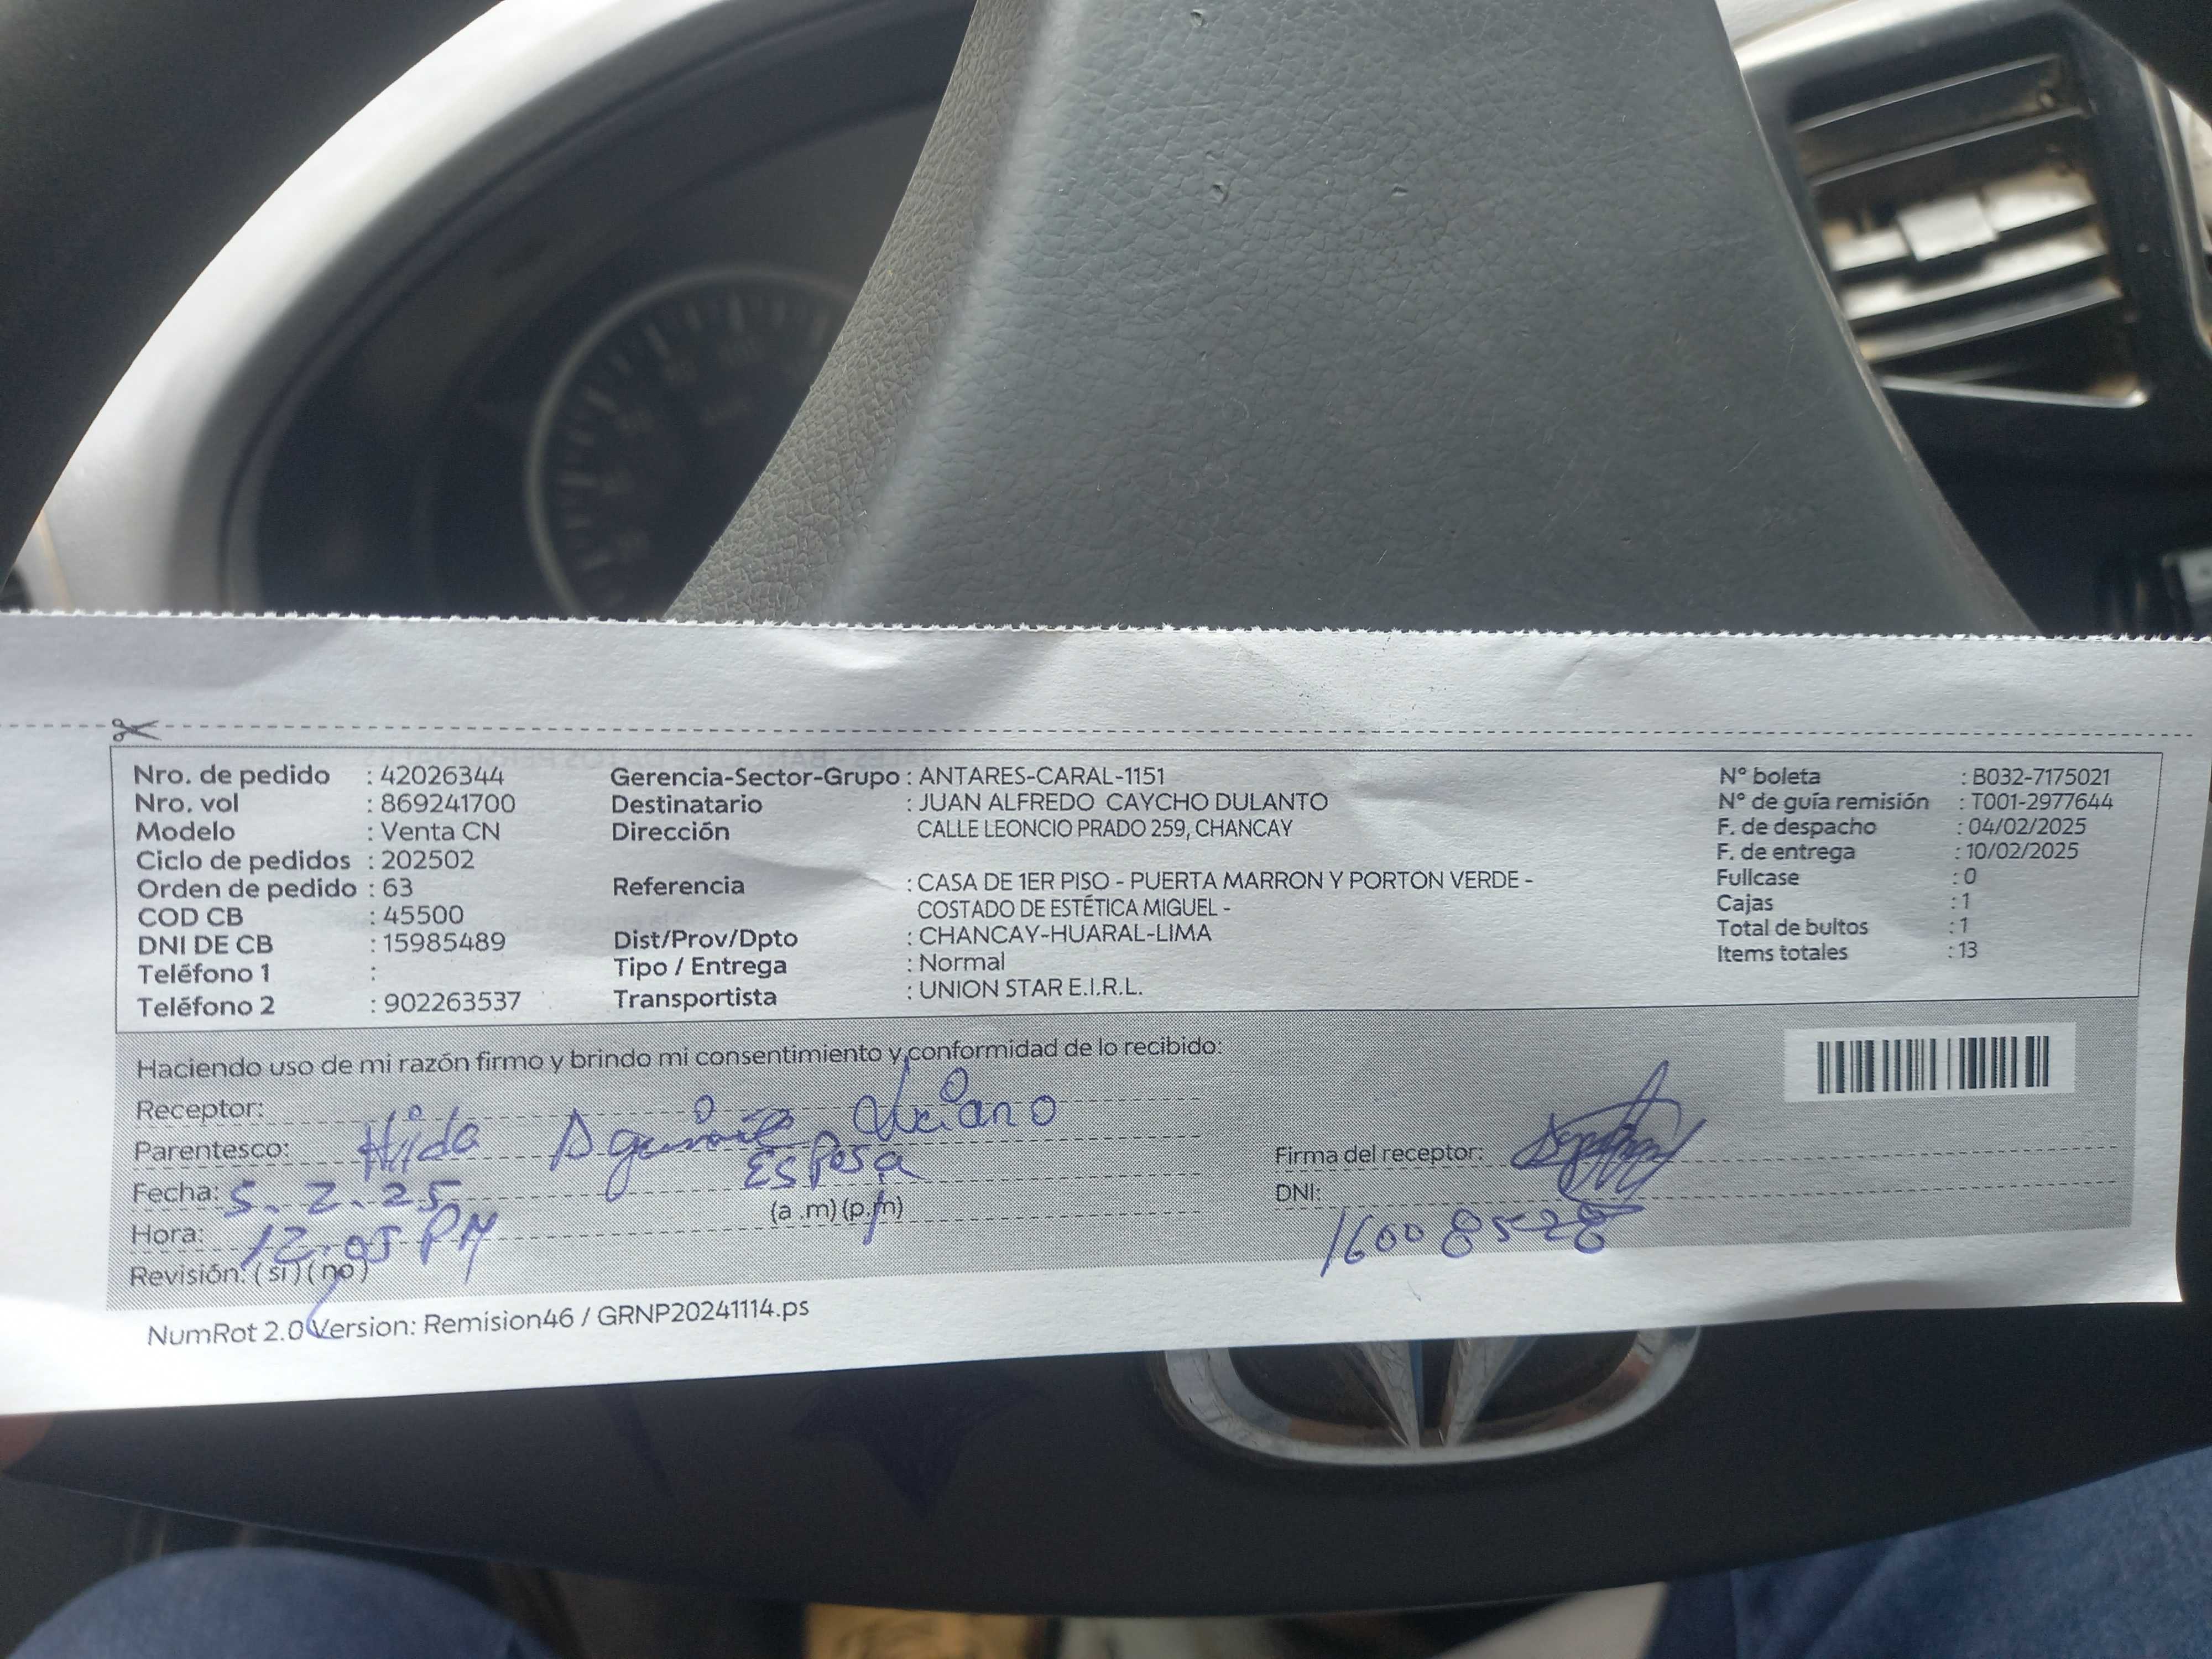 Nro. de pedido : 42026344
Nro. vol : 869241700
Modelo : Venta CN
Ciclo de pedidos : 202502
Orden de pedido : 63
COD CB : 45500
DNI DE CB : 15985489
Teléfono 1 :
Teléfono 2 : 902263537
Gerencia-Sector-Grupo : ANTARES-CARAL-1151
Destinatario : JUAN ALFREDO CAYCHO DULANTO
Dirección CALLE LEONCIO PRADO 259, CHANCAY
Referencia : CASA DE 1ER PISO - PUERTA MARRON Y PORTON VERDE -
COSTADO DE ESTÉTICA MIGUEL -
Dist/Prov/Dpto : CHANCAY-HUARAL-LIMA
Tipo / Entrega : Normal
Transportista : UNION STAR E.I.R.L.
N° boleta : B032-7175021
N° de guía remisión : T001-2977644
F. de despacho : 04/02/2025
F. de entrega : 10/02/2025
Fullcase : 0
Cajas : 1
Total de bultos : 1
Items totales : 13
Haciendo uso de mi razón firmo y brindo mi consentimiento y conformidad de lo recibido:
Receptor:
Parentesco: Hilda
Esposa
Fecha: 5.2.25
Hora: 12:05 PM (a .m) (p.m)
Revisión: (si) (no)
Firma del receptor:
DNI: 16008528
NumRot 2.0 Version: Remision46 / GRNP20241114.ps